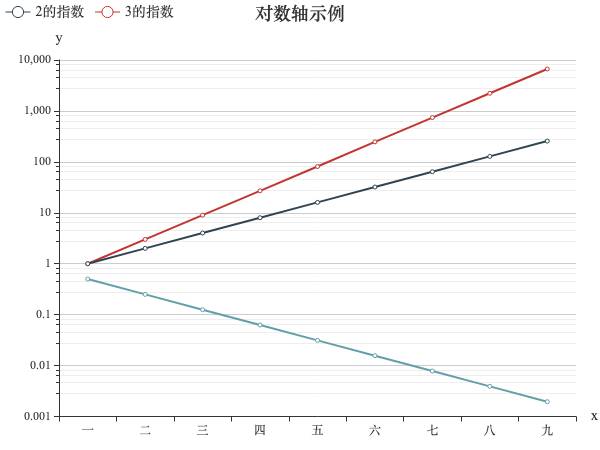 2的指数 3的指数 对数轴示例
y
10,000
1,000
100
10
1
0.1
0.01
0.001
一 二 三 四 五 六 七 八 九 x